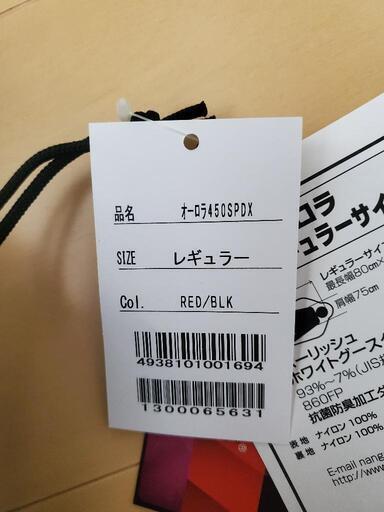 品名 オーロラ450SPDX
SIZE レギュラー
Col. RED/BLK
4938101001694
1300065631
ュラーサイ
レギュラーサイ
最長幅80cm×
肩幅75cm
ーリッシュ
ホワイトグースダ
93%~7%(JIS
860FP
抗菌防臭加工ダ
表地 ナイロン 100%
裏地 ナイロン 100%
E-mail nang
http://www